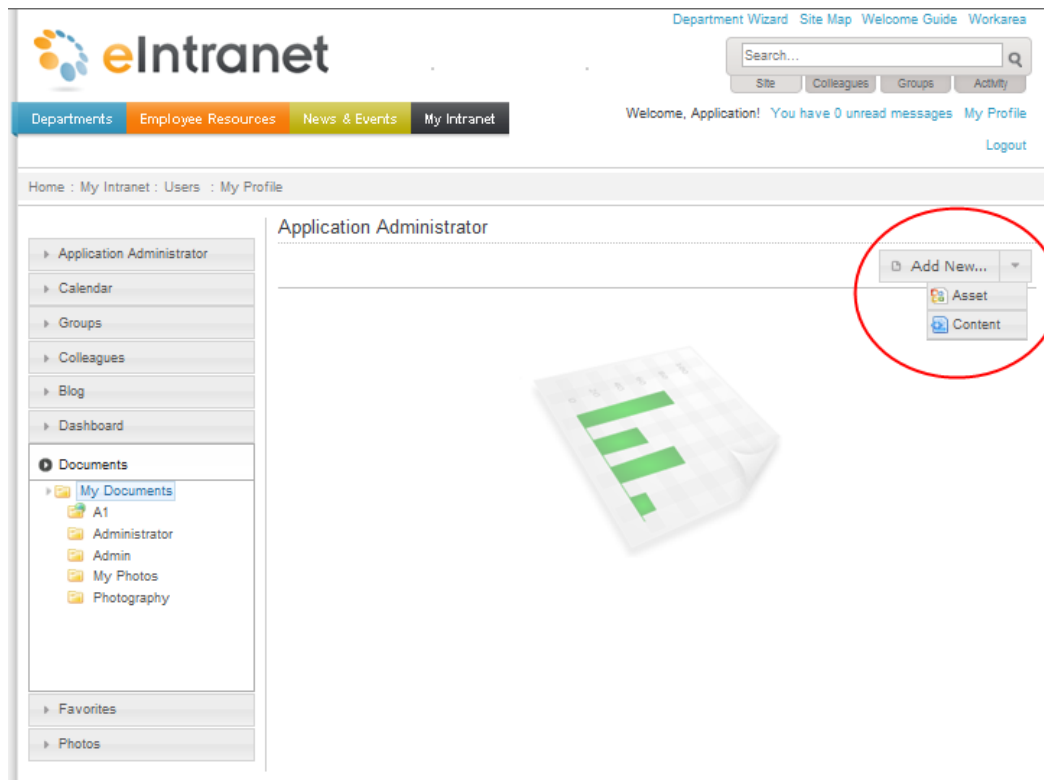 Department Wizard Site Map Welcome Guide Workarea
eIntranet
Search...
Site Colleagues Groups Activity
Departments Employee Resources News & Events My Intranet
Welcome, Application! You have 0 unread messages My Profile
Logout
Home : My Intranet : Users : My Profile
Application Administrator
Add New...
Asset
Content
Application Administrator
Calendar
Groups
Colleagues
Blog
Dashboard
Documents
My Documents
A1
Administrator
Admin
My Photos
Photography
Favorites
Photos